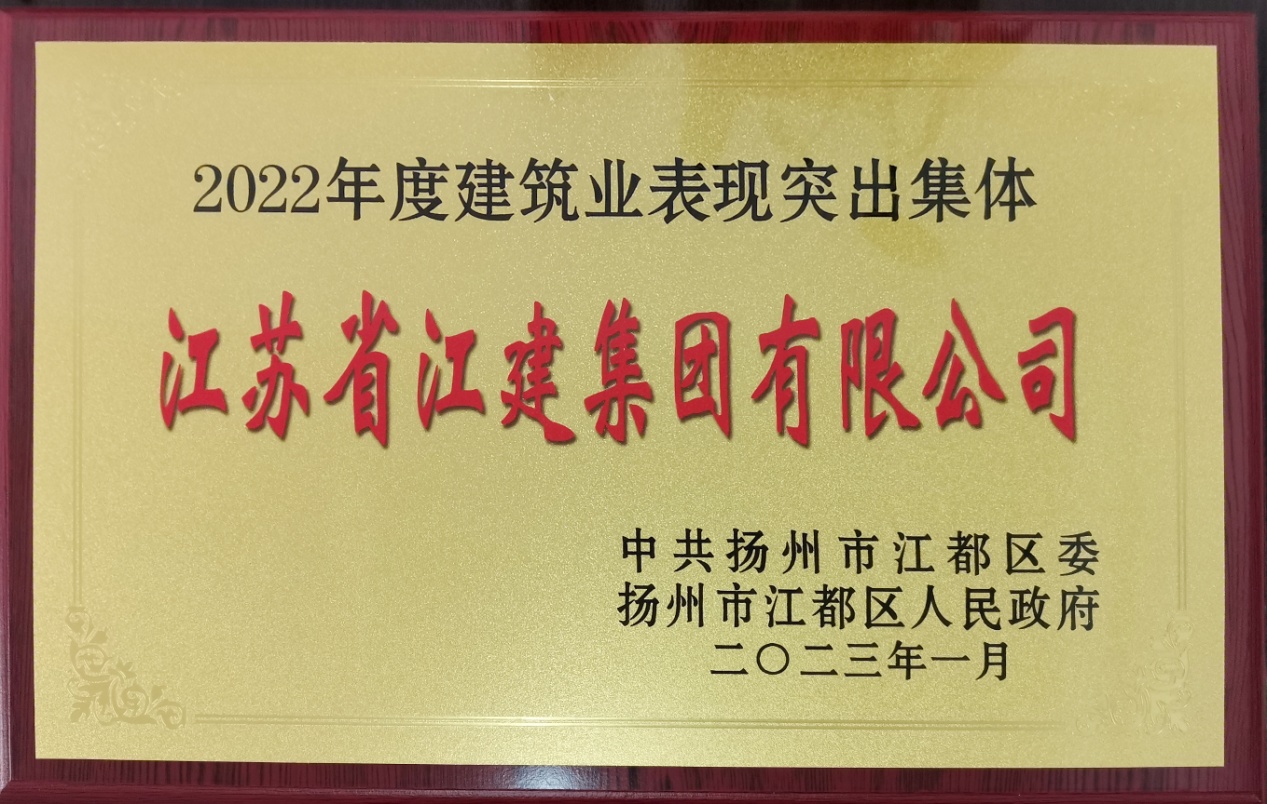 2022年度建筑业表现突出集体
江苏省江建集团有限公司
中共扬州市江都区委
扬州市江都区人民政府
二〇二三年一月